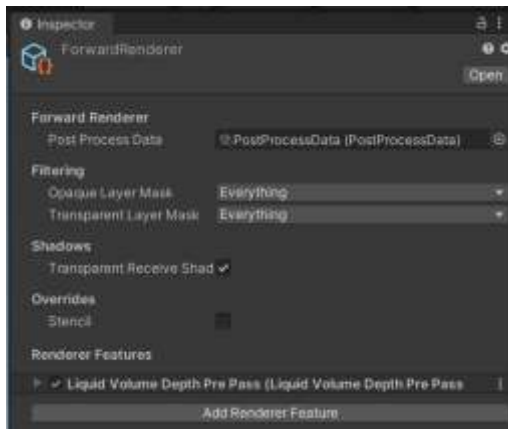 Inspector
ForwardRenderer
Open
Forward Renderer
Post Process Data PostProcessData (PostProcessData)
Filtering
Opaque Layer Mask Everything
Transparent Layer Mask Everything
Shadows
Transparent Receive Shad
Overrides
Stencil
Renderer Features
Liquid Volume Depth Pre Pass (Liquid Volume Depth Pre Pass
Add Renderer Feature